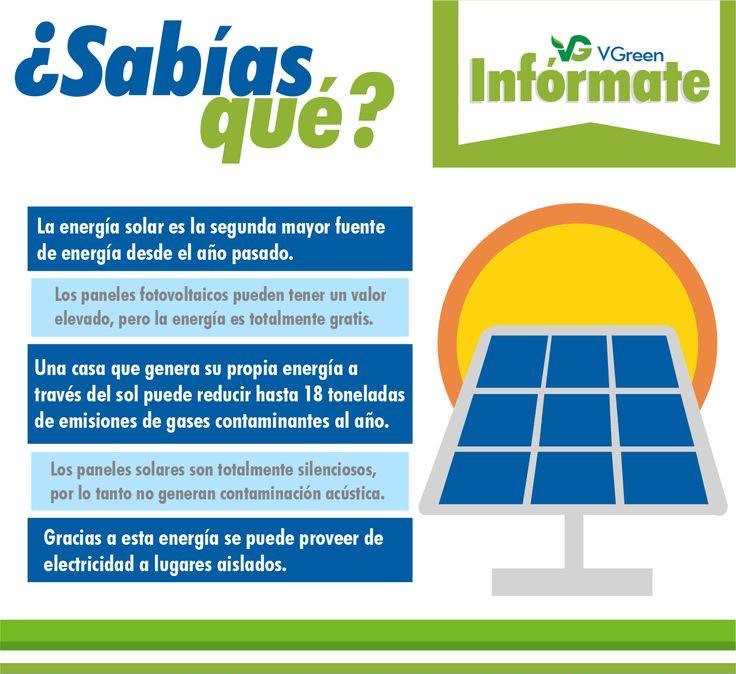 ¿Sabías
qué?
VG VGreen
Infórmate
La energía solar es la segunda mayor fuente
de energía desde el año pasado.
Los paneles fotovoltaicos pueden tener un valor
elevado, pero la energía es totalmente gratis.
Una casa que genera su propia energía a
través del sol puede reducir hasta 18 toneladas
de emisiones de gases contaminantes al año.
Los paneles solares son totalmente silenciosos,
por lo tanto no generan contaminación acústica.
Gracias a esta energía se puede proveer de
electricidad a lugares aislados.